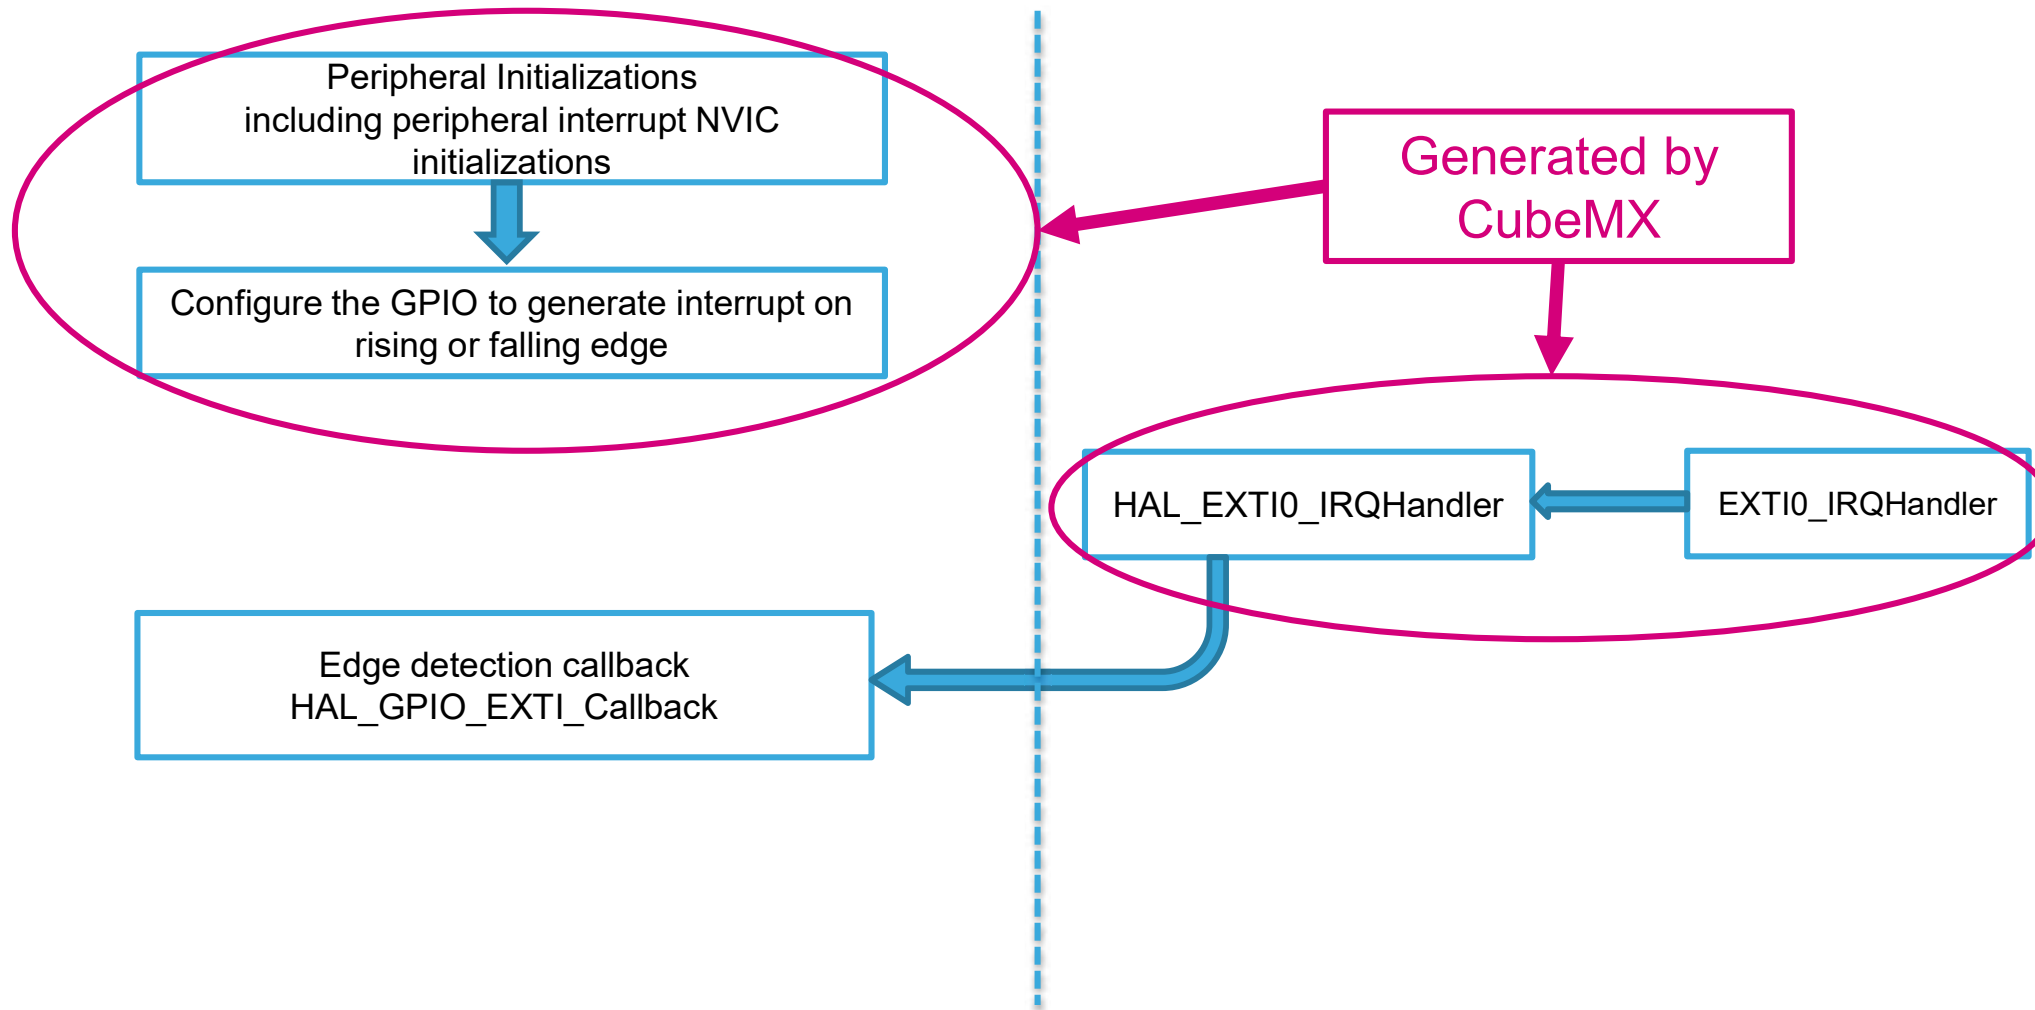 Peripheral Initializations
including peripheral interrupt NVIC
initializations
Configure the GPIO to generate interrupt on
rising or falling edge
Generated by
CubeMX
HAL_EXTI0_IRQHandler
EXTI0_IRQHandler
Edge detection callback
HAL_GPIO_EXTI_Callback